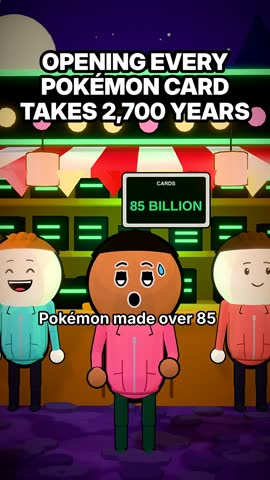 OPENING EVERY
POKÉMON CARD
TAKES 2,700 YEARS
CARDS
85 BILLION
Pokémon made over 85